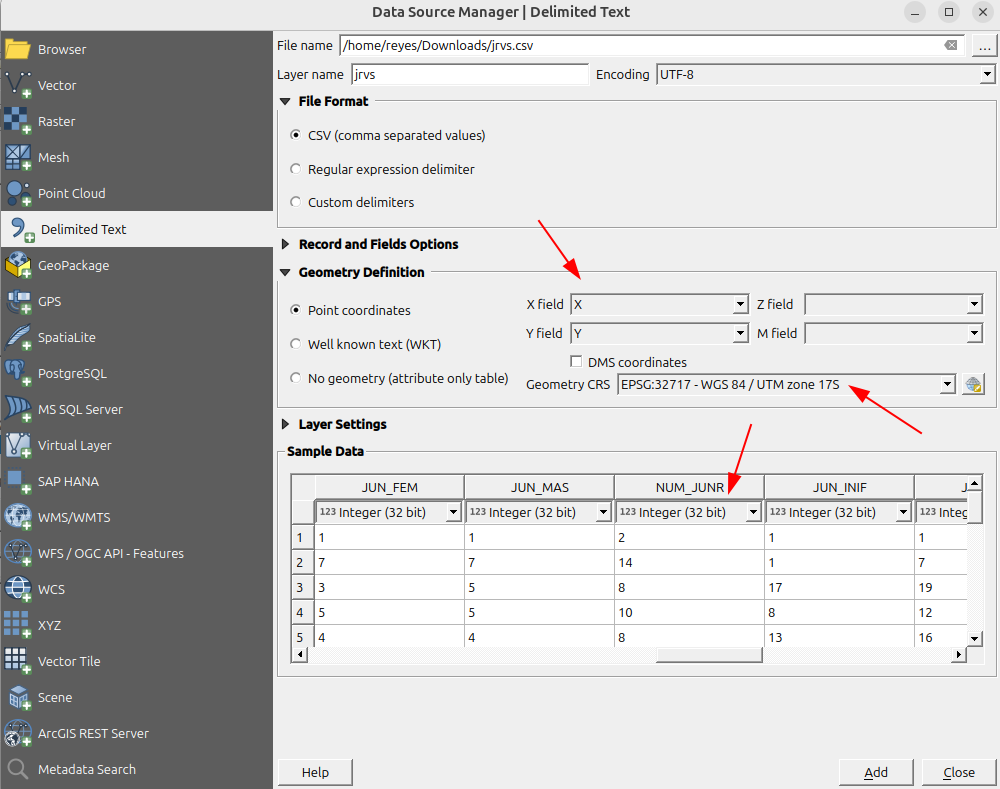 Data Source Manager | Delimited Text
Browser
Vector
Raster
Mesh
Point Cloud
Delimited Text
GeoPackage
GPS
SpatiaLite
PostgreSQL
MS SQL Server
Virtual Layer
SAP HANA
WMS/WMTS
WFS / OGC API - Features
WCS
XYZ
Vector Tile
Scene
ArcGIS REST Server
Metadata Search
File name /home/reyes/Downloads/jrvs.csv ...
Layer name jrvs Encoding UTF-8
File Format
CSV (comma separated values)
Regular expression delimiter
Custom delimiters
Record and Fields Options
Geometry Definition
Point coordinates
Well known text (WKT)
No geometry (attribute only table)
X field X Z field
Y field Y M field
DMS coordinates
Geometry CRS EPSG:32717 - WGS 84 / UTM zone 17S
Layer Settings
Sample Data
JUN_FEM JUN_MAS NUM_JUNR JUN_INIF J
123 Integer (32 bit) 123 Integer (32 bit) 123 Integer (32 bit) 123 Integer (32 bit) 123 Integ
1 1 1 2 1 1
2 7 7 14 1 7
3 3 5 8 17 19
4 5 5 10 8 12
5 4 4 8 13 16
Help Add Close